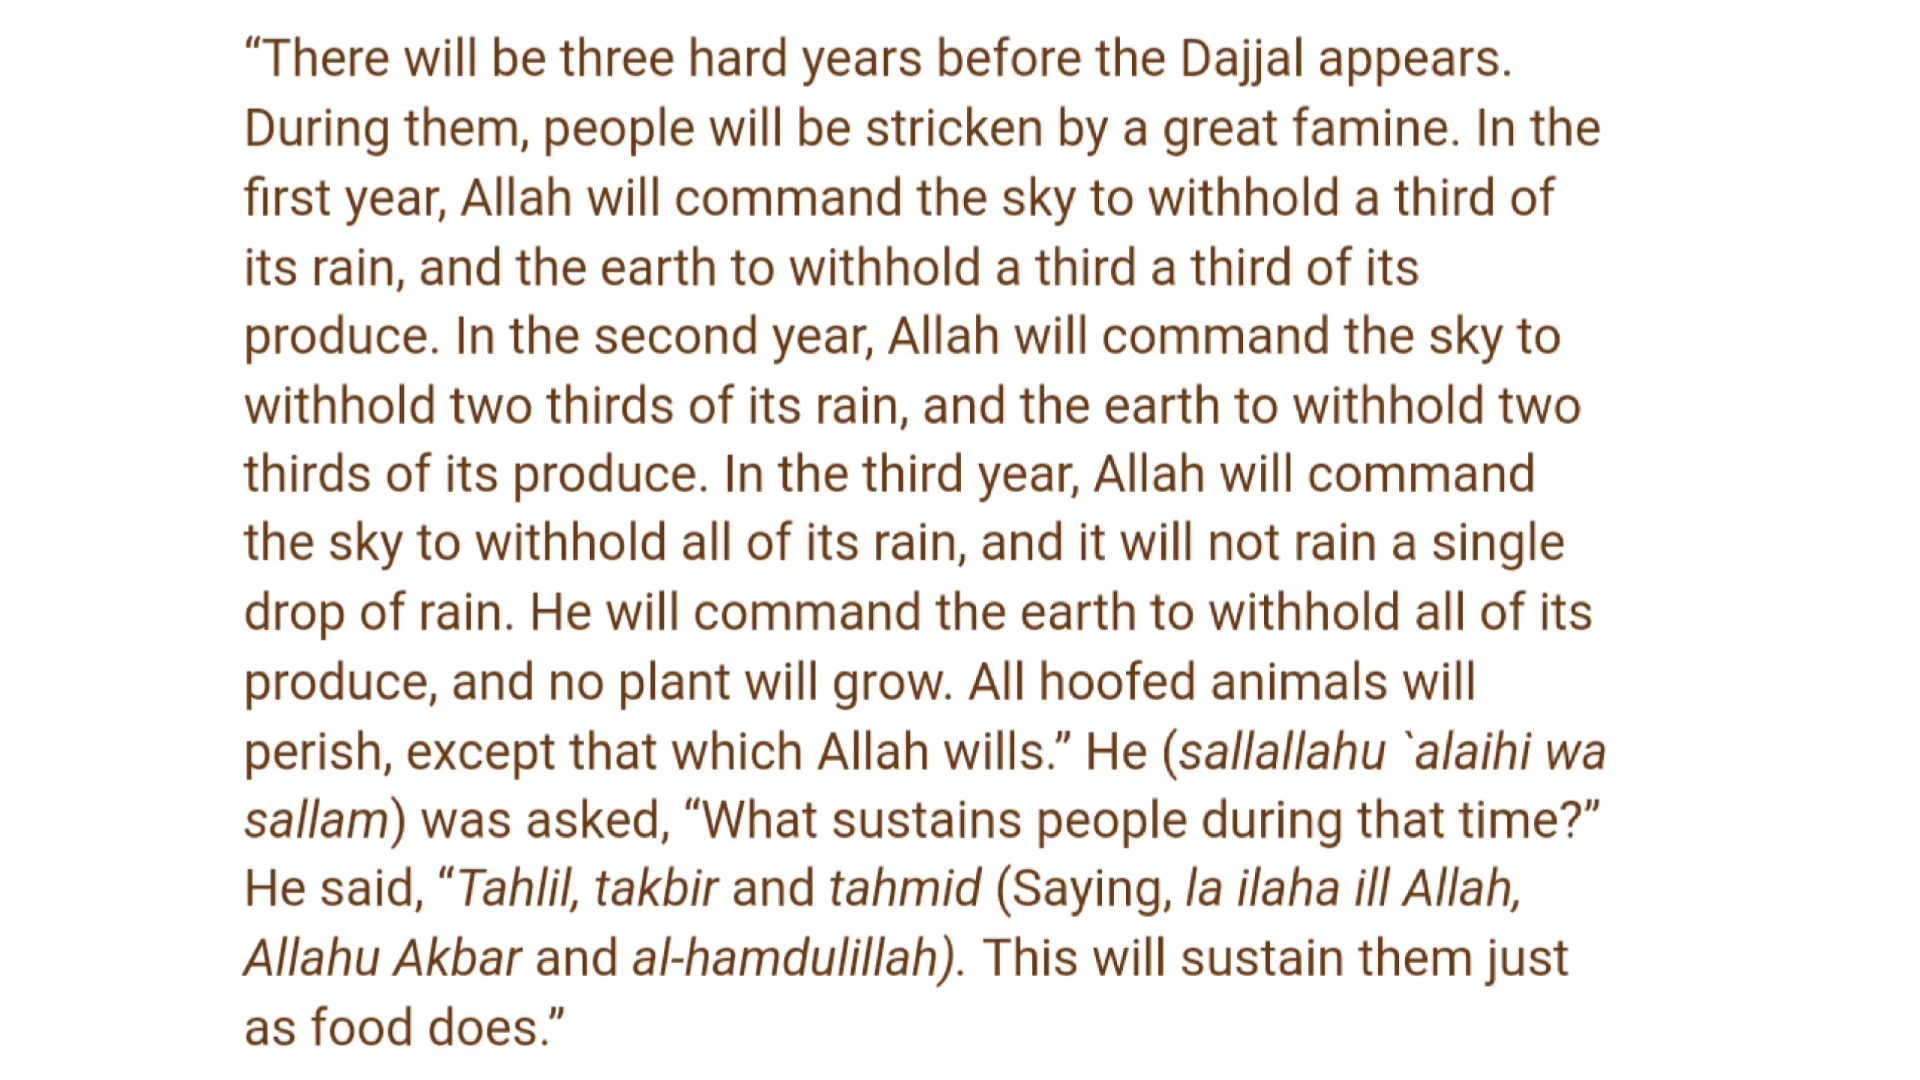 “There will be three hard years before the Dajjal appears.
During them, people will be stricken by a great famine. In the
first year, Allah will command the sky to withhold a third of
its rain, and the earth to withhold a third a third of its
produce. In the second year, Allah will command the sky to
withhold two thirds of its rain, and the earth to withhold two
thirds of its produce. In the third year, Allah will command
the sky to withhold all of its rain, and it will not rain a single
drop of rain. He will command the earth to withhold all of its
produce, and no plant will grow. All hoofed animals will
perish, except that which Allah wills.” He (sallallahu `alaihi wa
sallam) was asked, “What sustains people during that time?”
He said, “Tahlil, takbir and tahmid (Saying, la ilaha ill Allah,
Allahu Akbar and al-hamdulillah). This will sustain them just
as food does.”